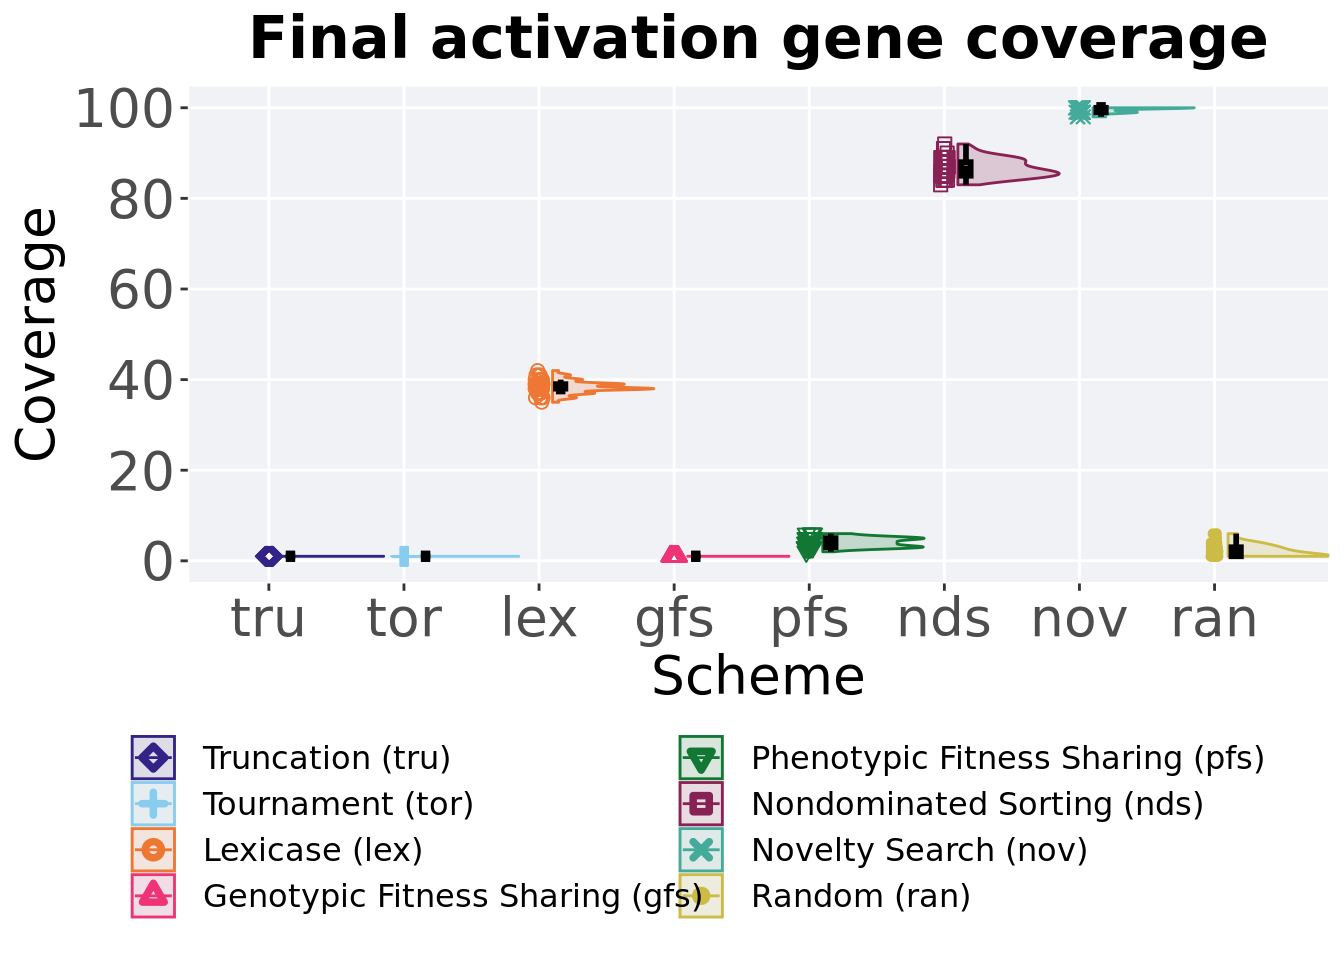 Final activation gene coverage
Coverage
100
80
60
40
20
0
tru tor lex gfs pfs nds nov ran
Scheme
Truncation (tru)
Tournament (tor)
Lexicase (lex)
Genotypic Fitness Sharing (gfs)
Phenotypic Fitness Sharing (pfs)
Nondominated Sorting (nds)
Novelty Search (nov)
Random (ran)